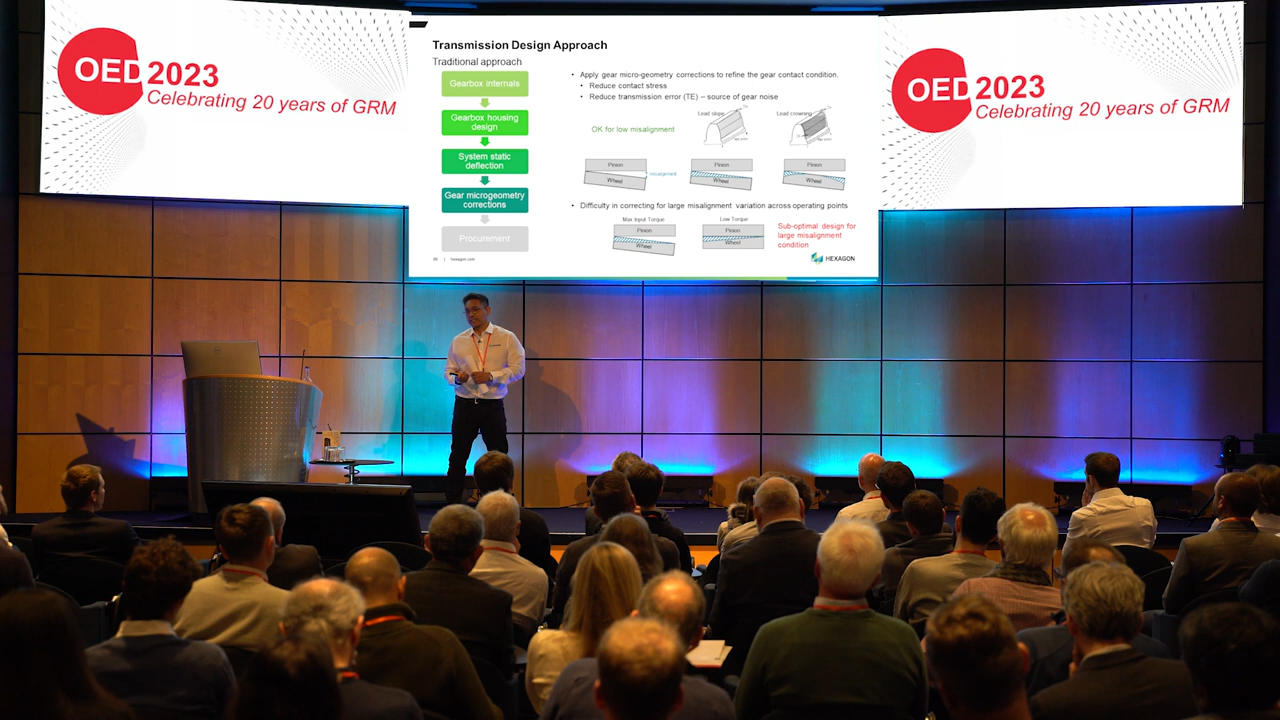 OED 2023
Celebrating 20 years of GRM
Transmission Design Approach
Traditional approach
Gearbox internals
Gearbox housing
design
System static
deflection
Gear microgeometry
corrections
Procurement
• Apply gear micro-geometry corrections to refine the gear contact condition.
• Reduce contact stress
• Reduce transmission error (TE) – source of gear noise
OK for low misalignment
Lead slope
Lead crowning
Pinion
Wheel
misalignment
Pinion
Wheel
Pinion
Wheel
• Difficulty in correcting for large misalignment variation across operating points
Max Input Torque
Pinion
Wheel
Low Torque
Pinion
Wheel
Sub-optimal design for
large misalignment
condition
hexagon.com
HEXAGON
OED 2023
Celebrating 20 years of GRM